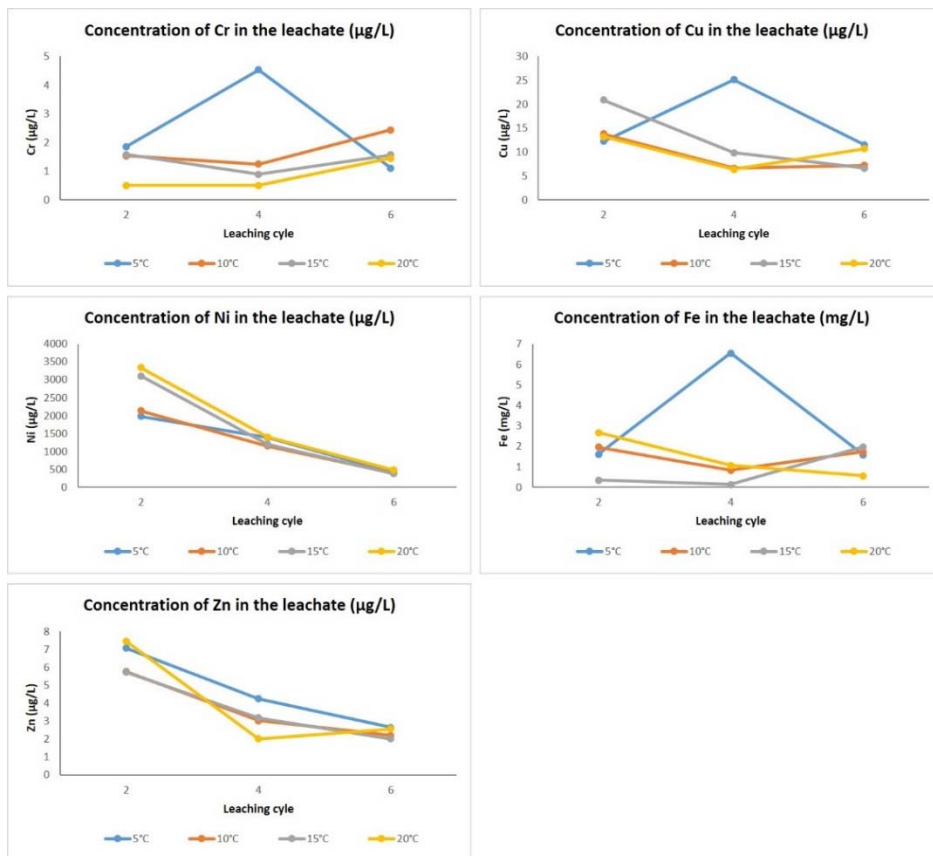 Concentration of Cr in the leachate (µg/L)
5
4
3
2
1
0
Cr (µg/L)
2 4 6
Leaching cyle
5°C 10°C 15°C 20°C
Concentration of Cu in the leachate (µg/L)
30
25
20
15
10
5
0
Cu (µg/L)
2 4 6
Leaching cyle
5°C 10°C 15°C 20°C
Concentration of Ni in the leachate (µg/L)
4000
3500
3000
2500
2000
1500
1000
500
0
Ni (µg/L)
2 4 6
Leaching cyle
5°C 10°C 15°C 20°C
Concentration of Fe in the leachate (mg/L)
7
6
5
4
3
2
1
0
Fe (mg/L)
2 4 6
Leaching cyle
5°C 10°C 15°C 20°C
Concentration of Zn in the leachate (µg/L)
8
7
6
5
4
3
2
1
0
Zn (µg/L)
2 4 6
Leaching cyle
5°C 10°C 15°C 20°C